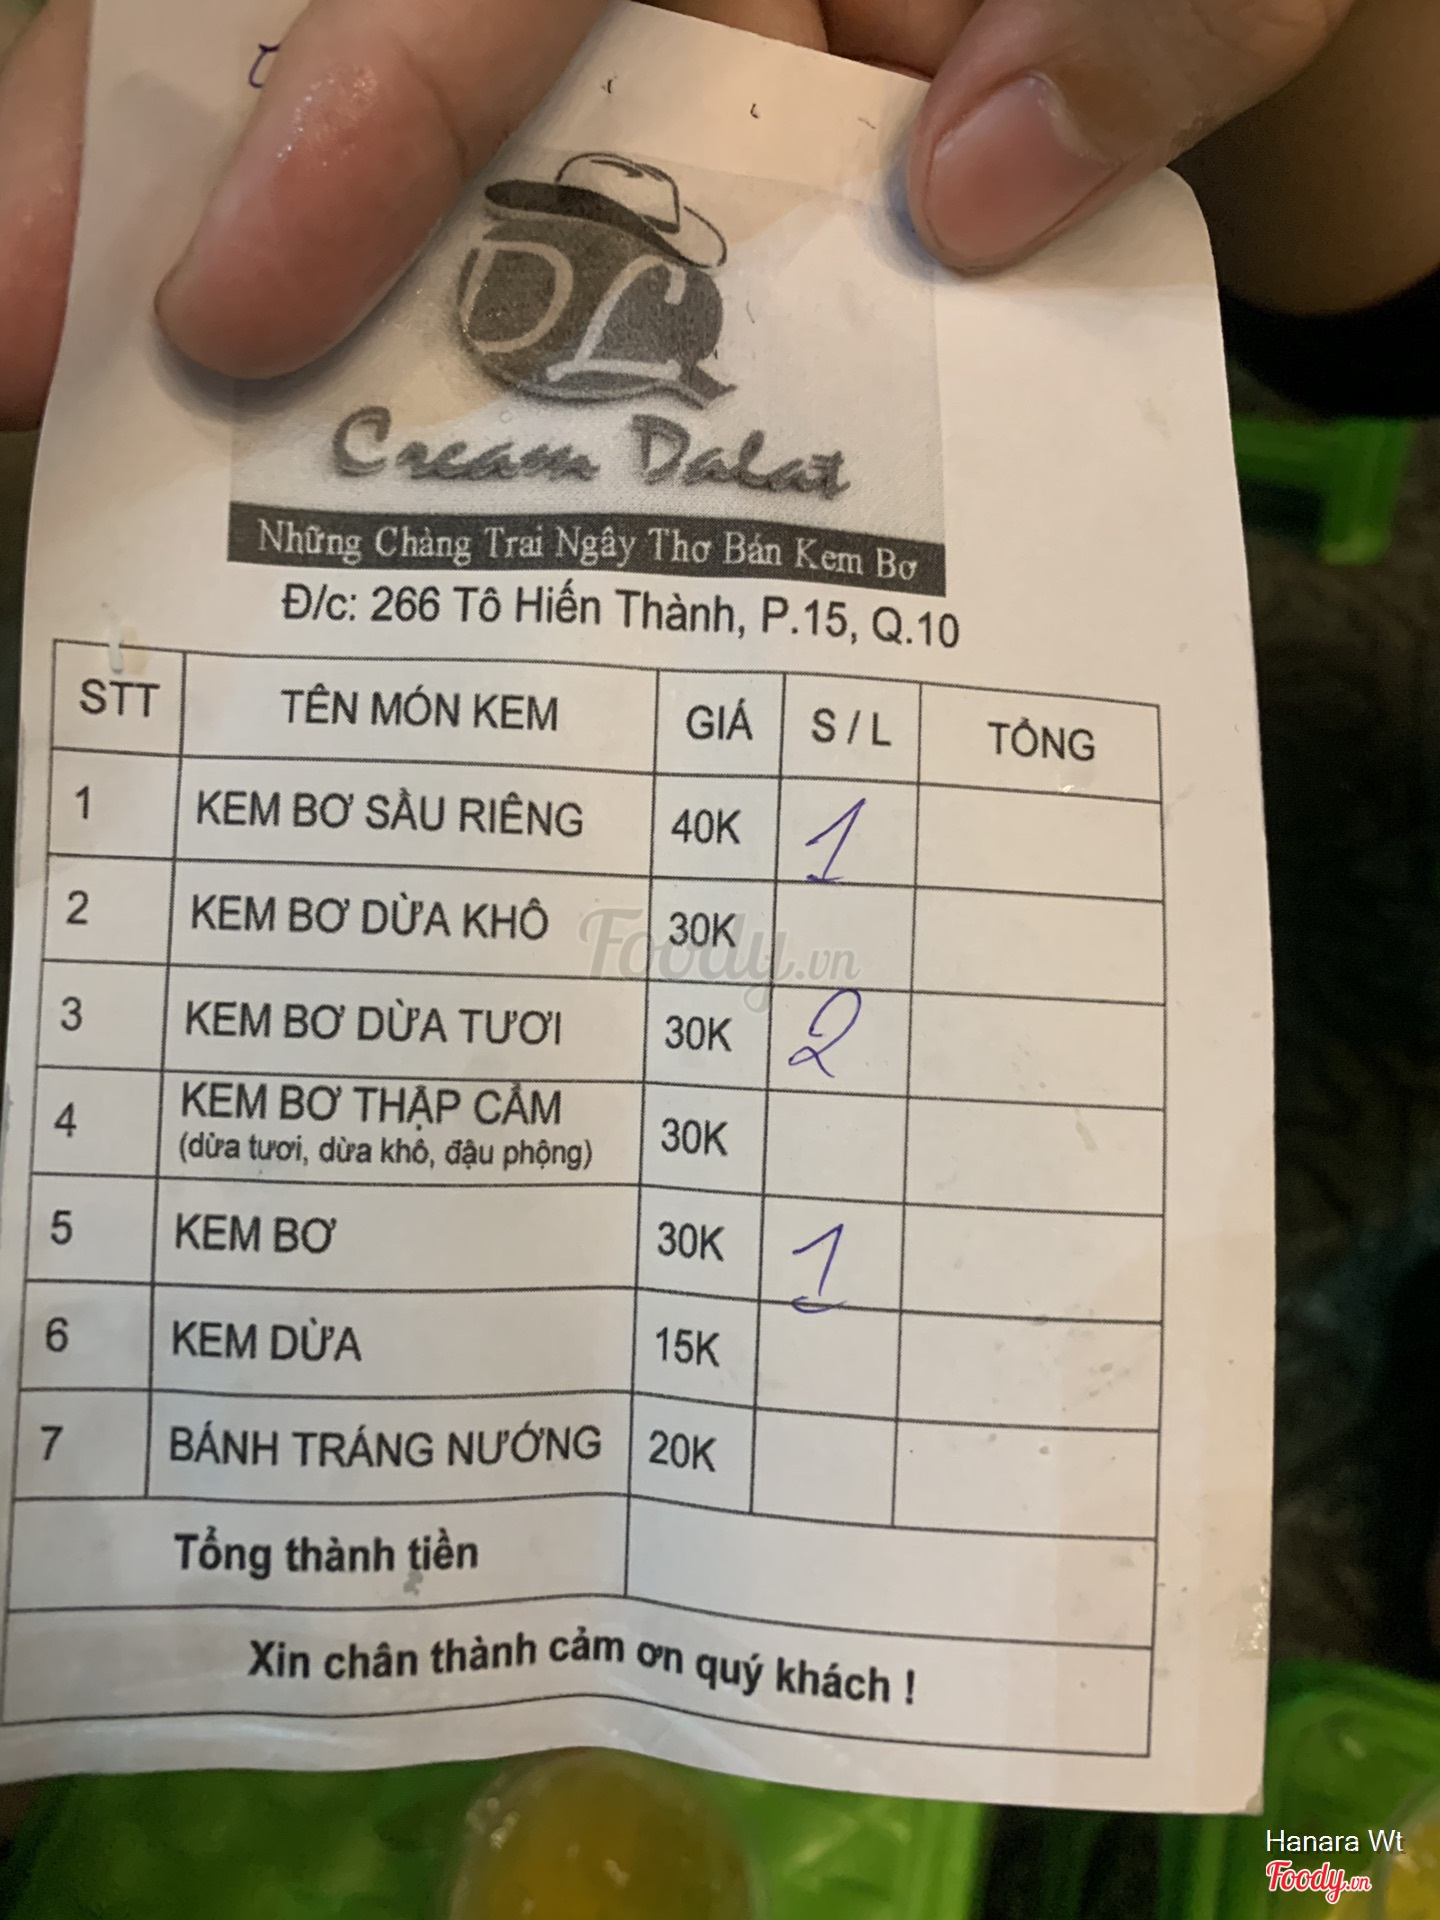 DL
Cream Dalat
Những Chàng Trai Ngây Thơ Bán Kem Bơ
Đ/c: 266 Tô Hiến Thành, P.15, Q.10
STT TÊN MÓN KEM GIÁ S / L TỔNG
1 KEM BƠ SẦU RIÊNG 40K 1
2 KEM BƠ DỪA KHÔ 30K
3 KEM BƠ DỪA TƯƠI 30K 2
4 KEM BƠ THẬP CẨM 30K
(dừa tươi, dừa khô, đậu phộng)
5 KEM BƠ 30K 1
6 KEM DỪA 15K
7 BÁNH TRÁNG NƯỚNG 20K
Tổng thành tiền
Xin chân thành cảm ơn quý khách !
Foody.vn
Hanara Wt
Foody.vn